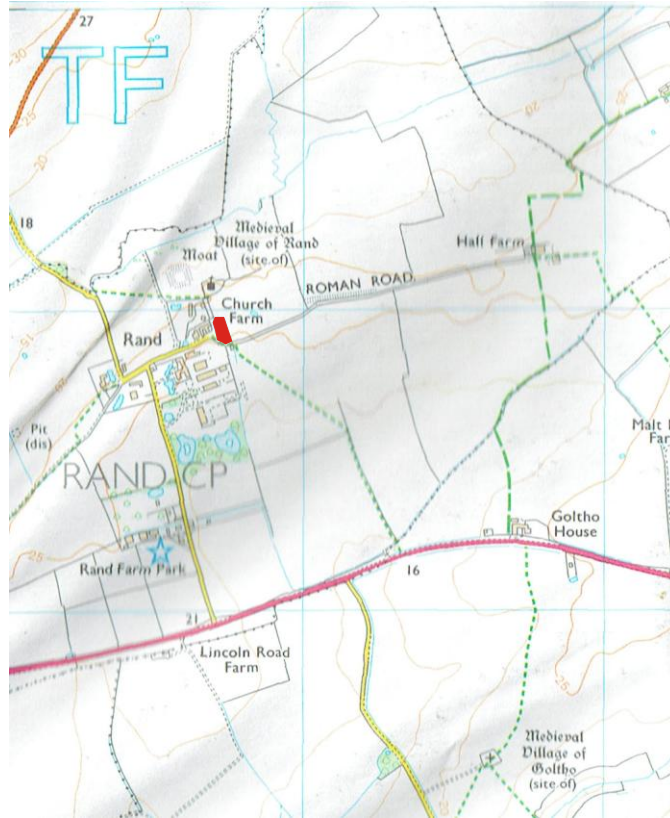 27
TF
18
Medieval
Village of Rand
(site of)
Moat
Hall Farm
ROMAN ROAD
Church
Farm
Rand
Pit
(dis)
RAND CP
Malt
Goltho
House
25
Rand Farm Park
16
21
Lincoln Road
Farm
Medieval
Village of
Goltho
(site of)
25